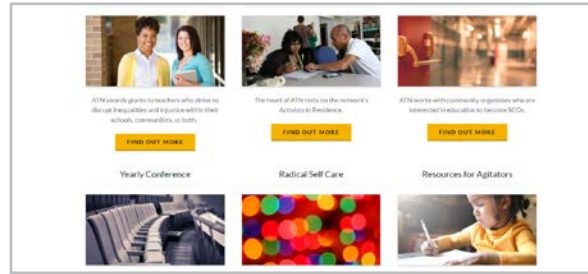 ATN awards grants to teachers who strive to
disrupt inequalities and injustice within their
schools, communities, or both.
FIND OUT MORE
The heart of ATN rests on the network's
Activists in Residence.
FIND OUT MORE
ATN works with community organizers who are
interested in education to become SCOs.
FIND OUT MORE
Yearly Conference
Radical Self Care
Resources for Agitators